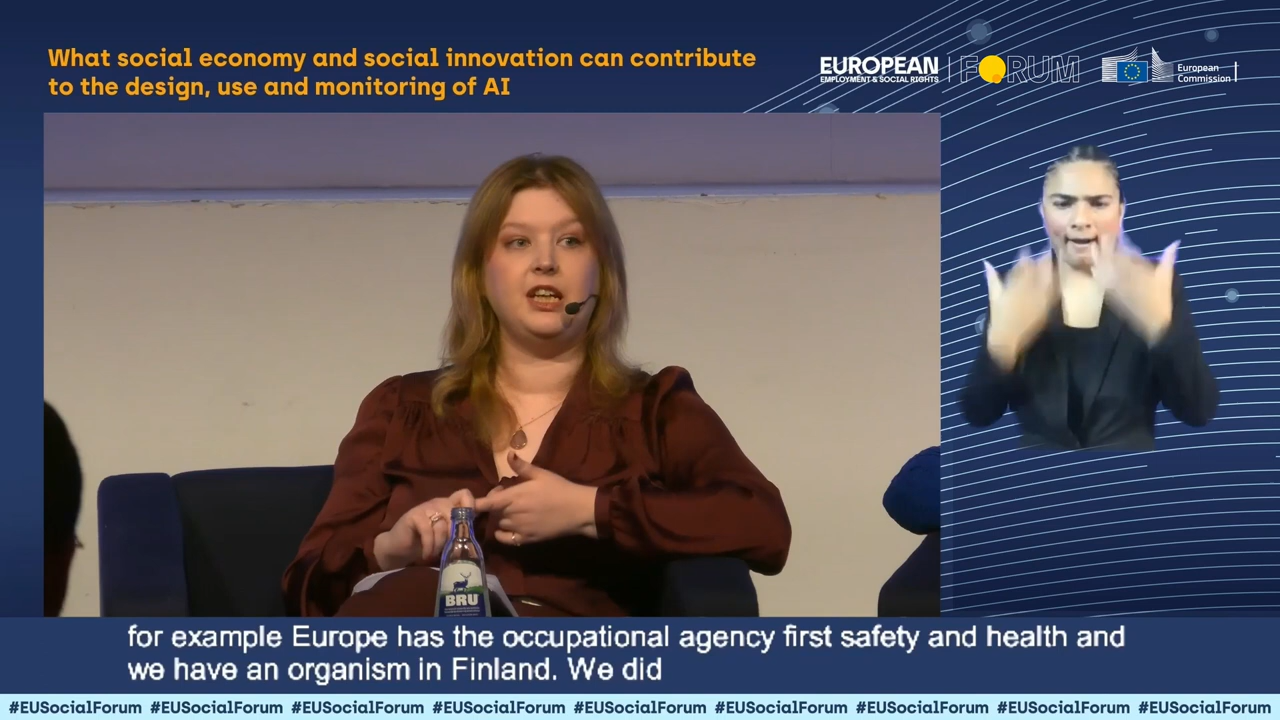 What social economy and social innovation can contribute
to the design, use and monitoring of AI
EUROPEAN
EMPLOYMENT & SOCIAL RIGHTS
FORUM
European
Commission
BRU
for example Europe has the occupational agency first safety and health and
we have an organism in Finland. We did
#EUSocialForum #EUSocialForum #EUSocialForum #EUSocialForum #EUSocialForum #EUSocialForum #EUSocialForum #EUSocialForum #EUSocialForum